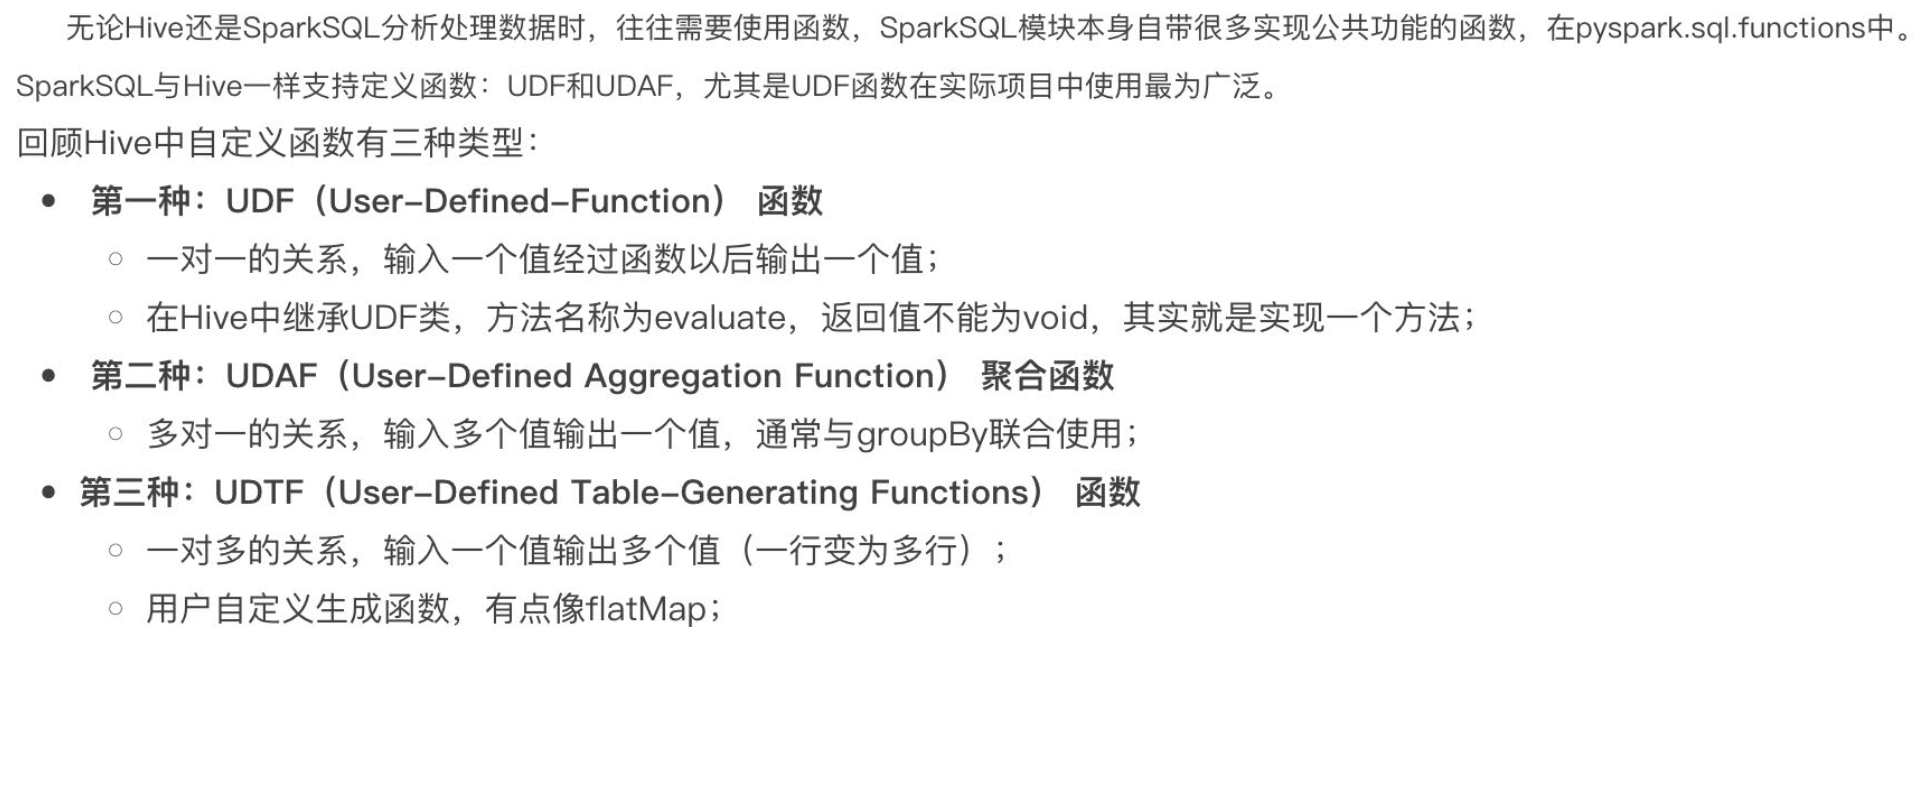 无论Hive还是SparkSQL分析处理数据时，往往需要使用函数，SparkSQL模块本身自带很多实现公共功能的函数，在pyspark.sql.functions中。
SparkSQL与Hive一样支持定义函数：UDF和UDAF，尤其是UDF函数在实际项目中使用最为广泛。
回顾Hive中自定义函数有三种类型：
• 第一种：UDF（User-Defined-Function） 函数
○ 一对一的关系，输入一个值经过函数以后输出一个值；
○ 在Hive中继承UDF类，方法名称为evaluate，返回值不能为void，其实就是实现一个方法；
• 第二种：UDAF（User-Defined Aggregation Function） 聚合函数
○ 多对一的关系，输入多个值输出一个值，通常与groupBy联合使用；
• 第三种：UDTF（User-Defined Table-Generating Functions） 函数
○ 一对多的关系，输入一个值输出多个值（一行变为多行）；
○ 用户自定义生成函数，有点像flatMap；